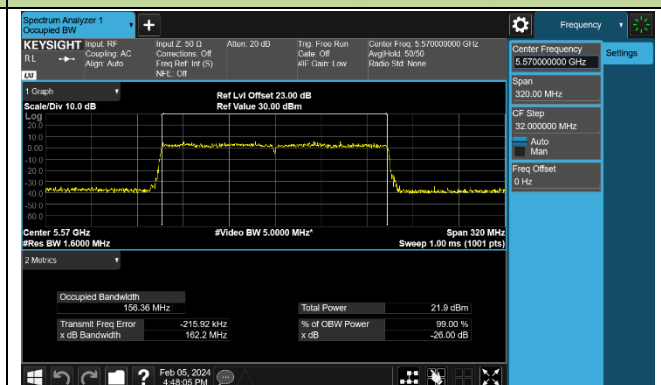 Spectrum Analyzer 1
Occupied BW
+
Frequency
KEYSIGHT
RL
LXI
Input: RF
Coupling: AC
Align: Auto
Input Z: 50 Ω
Corrections: Off
Freq Ref: Int (S)
NFE: Off
Atten: 20 dB
Trig: Free Run
Gate: Off
#IF Gain: Low
Center Freq: 5.570000000 GHz
Avg|Hold: 50/50
Radio Std: None
Center Frequency
5.570000000 GHz
Settings
Span
320.00 MHz
CF Step
32.000000 MHz
Auto
Man
Freq Offset
0 Hz
1 Graph
Scale/Div 10.0 dB
Ref Lvl Offset 23.00 dB
Ref Value 30.00 dBm
Log
20.0
10.0
0.00
-10.0
-20.0
-30.0
-40.0
-50.0
-60.0
Center 5.57 GHz
#Res BW 1.6000 MHz
#Video BW 5.0000 MHz*
Span 320 MHz
Sweep 1.00 ms (1001 pts)
2 Metrics
Occupied Bandwidth
156.36 MHz
Total Power
21.9 dBm
Transmit Freq Error
-215.92 kHz
% of OBW Power
99.00 %
x dB Bandwidth
162.2 MHz
x dB
-26.00 dB
?
Feb 05, 2024
4:48:05 PM